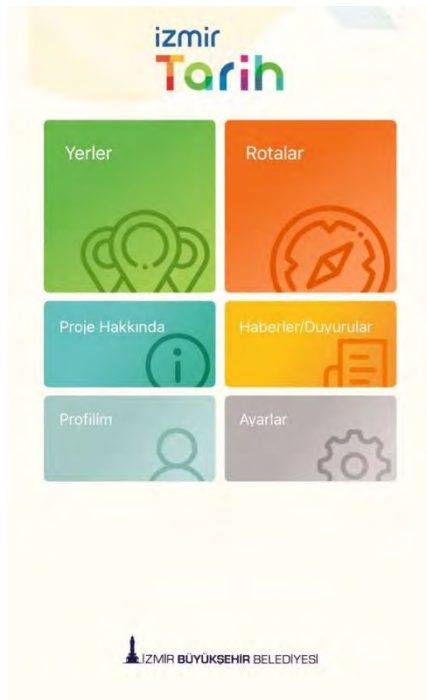 izmir
Tarih
Yerler
Rotalar
Proje Hakkında
Haberler/Duyurular
Profilim
Ayarlar
İZMİR BÜYÜKŞEHİR BELEDİYESİ